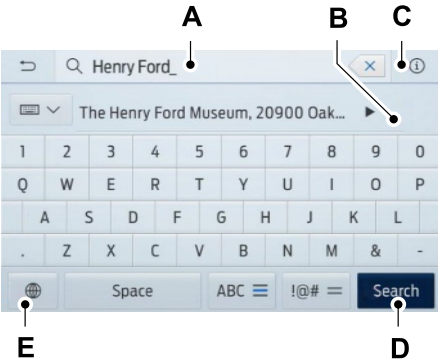 A B C
Henry Ford_
The Henry Ford Museum, 20900 Oak...
1 2 3 4 5 6 7 8 9 0
Q W E R T Y U I O P
A S D F G H J K L
. Z X C V B N M & -
Space ABC !@# = Search
E D